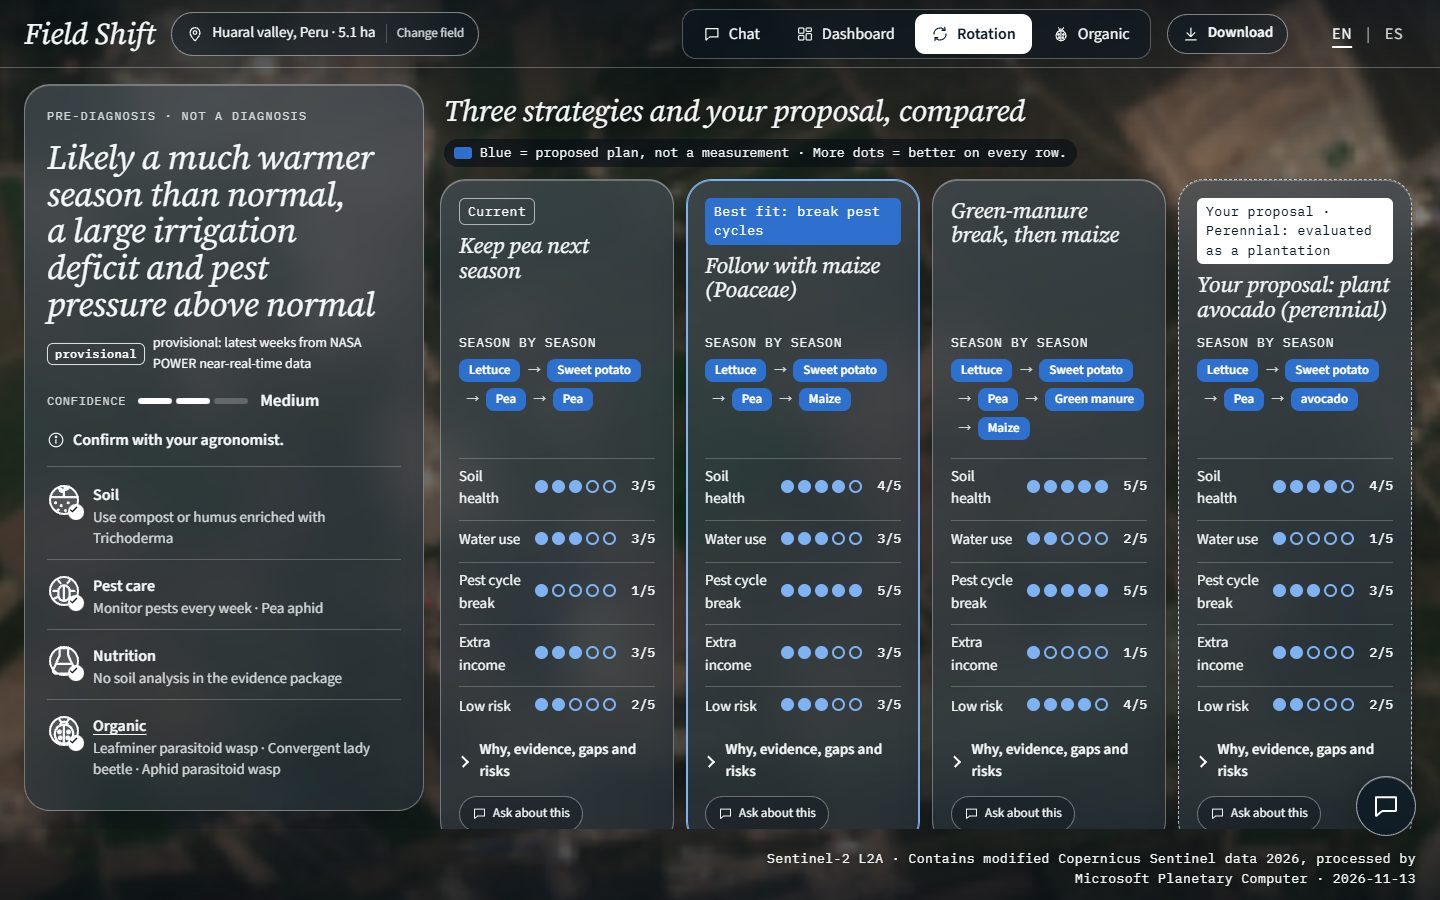 Field Shift
Huaral valley, Peru · 5.1 ha
Change field
Chat
Dashboard
Rotation
Organic
Download
EN | ES
PRE-DIAGNOSIS · NOT A DIAGNOSIS
Likely a much warmer
season than normal,
a large irrigation
deficit and pest
pressure above normal
provisional
provisional: latest weeks from NASA
POWER near-real-time data
CONFIDENCE
Medium
Confirm with your agronomist.
Soil
Use compost or humus enriched with
Trichoderma
Pest care
Monitor pests every week · Pea aphid
Nutrition
No soil analysis in the evidence package
Organic
Leafminer parasitoid wasp · Convergent lady
beetle · Aphid parasitoid wasp
Three strategies and your proposal, compared
Blue = proposed plan, not a measurement · More dots = better on every row.
Current
Keep pea next
season
SEASON BY SEASON
Lettuce → Sweet potato
→ Pea → Pea
Soil
health
3/5
Water use
3/5
Pest cycle
break
1/5
Extra
income
3/5
Low risk
2/5
Why, evidence, gaps and
risks
Ask about this
Best fit: break pest
cycles
Follow with maize
(Poaceae)
SEASON BY SEASON
Lettuce → Sweet potato
→ Pea → Maize
Soil
health
4/5
Water use
3/5
Pest cycle
break
5/5
Extra
income
3/5
Low risk
3/5
Why, evidence, gaps and
risks
Ask about this
Green-manure
break, then maize
SEASON BY SEASON
Lettuce → Sweet potato
→ Pea → Green manure
→ Maize
Soil
health
5/5
Water use
2/5
Pest cycle
break
5/5
Extra
income
1/5
Low risk
4/5
Why, evidence, gaps and
risks
Ask about this
Your proposal ·
Perennial: evaluated
as a plantation
Your proposal: plant
avocado (perennial)
SEASON BY SEASON
Lettuce → Sweet potato
→ Pea → avocado
Soil
health
4/5
Water use
1/5
Pest cycle
break
3/5
Extra
income
2/5
Low risk
2/5
Why, evidence, gaps and
risks
Ask about this
Sentinel-2 L2A · Contains modified Copernicus Sentinel data 2026, processed by
Microsoft Planetary Computer · 2026-11-13